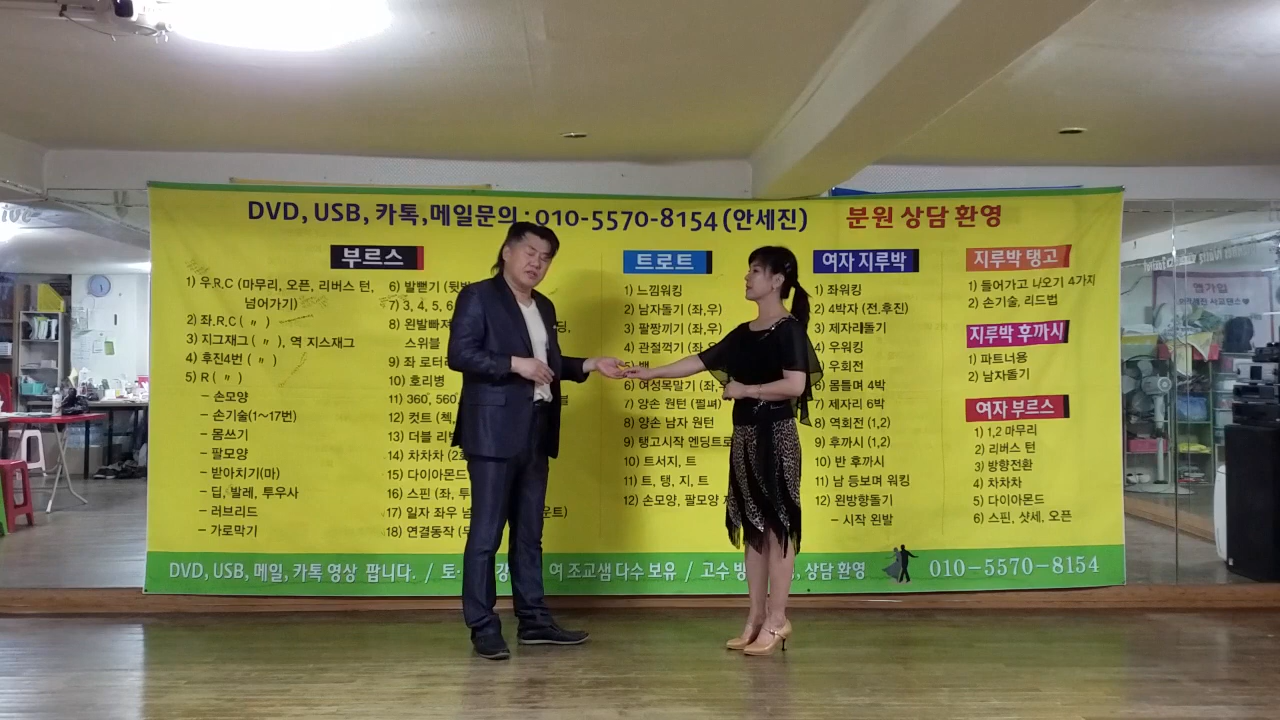 DVD, USB, 카톡,메일문의 : 010-5570-8154 (안세진) 분원 상담 환영
부르스
1) 우.R.C (마무리, 오픈, 리버스 턴,
넘어가기)
2) 좌.R.C ( 〃 )
3) 지그재그 ( 〃 ), 역 지스재그
4) 후진4번 ( 〃 )
5) R ( 〃 )
– 손모양
– 손기술(1~17번)
– 몸쓰기
– 팔모양
– 받아치기(마)
– 딥, 발레, 투우사
– 러브리드
– 가로막기
6) 발뻗기
7) 3, 4, 5, 6
8)
스위블
9) 좌
10) 호리병
11) 360, 560
12) 컷트 (첵,
13) 더블
14) 차차차
15) 다이아몬드
16) 스핀 (좌,
17) 일자 좌우
18) 연결동작
트로트
1) 느낌워킹
2) 남자돌기 (좌,우)
3) 팔짱끼기 (좌,우)
4) 관절꺽기 (좌,우)
5)
6) 여성목말기
7) 양손 원턴 (펼쳐)
8) 양손 남자 원턴
9) 탱고시작
10) 트서지, 트
11) 트, 탱, 지, 트
12) 손모양, 팔모양
여자 지루박
1) 좌워킹
2) 4박자 (전,후진)
3) 제자리돌기
4) 우워킹
5) 우회전
6) 몸틀며 4박
7) 제자리 6박
8) 역회전 (1,2)
9) 후까시 (1,2)
10) 반 후까시
11) 남 등보며 워킹
12) 왼방향돌기
– 시작 왼발
지루박 탱고
1) 들어가고 나오기 4가지
2) 손기술, 리드법
지루박 후까시
1) 파트너용
2) 남자돌기
여자 부르스
1) 1,2 마무리
2) 리버스 턴
3) 방향전환
4) 차차차
5) 다이아몬드
6) 스핀, 샷세, 오픈
DVD, USB, 메일, 카톡 영상 팝니다. / 여 조교샘 다수 보유 / 고수 상담 환영 010-5570-8154